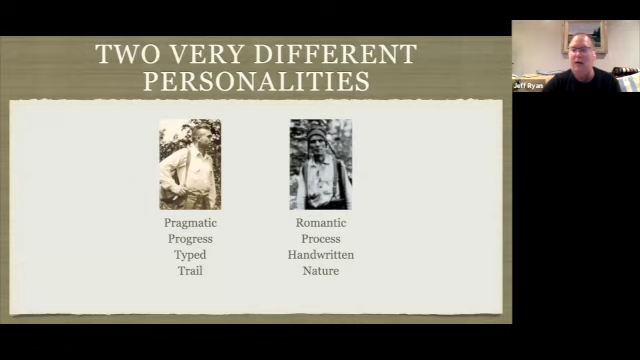 TWO VERY DIFFERENT
PERSONALITIES
Pragmatic
Progress
Typed
Trail
Romantic
Process
Handwritten
Nature
Jeff Ryan